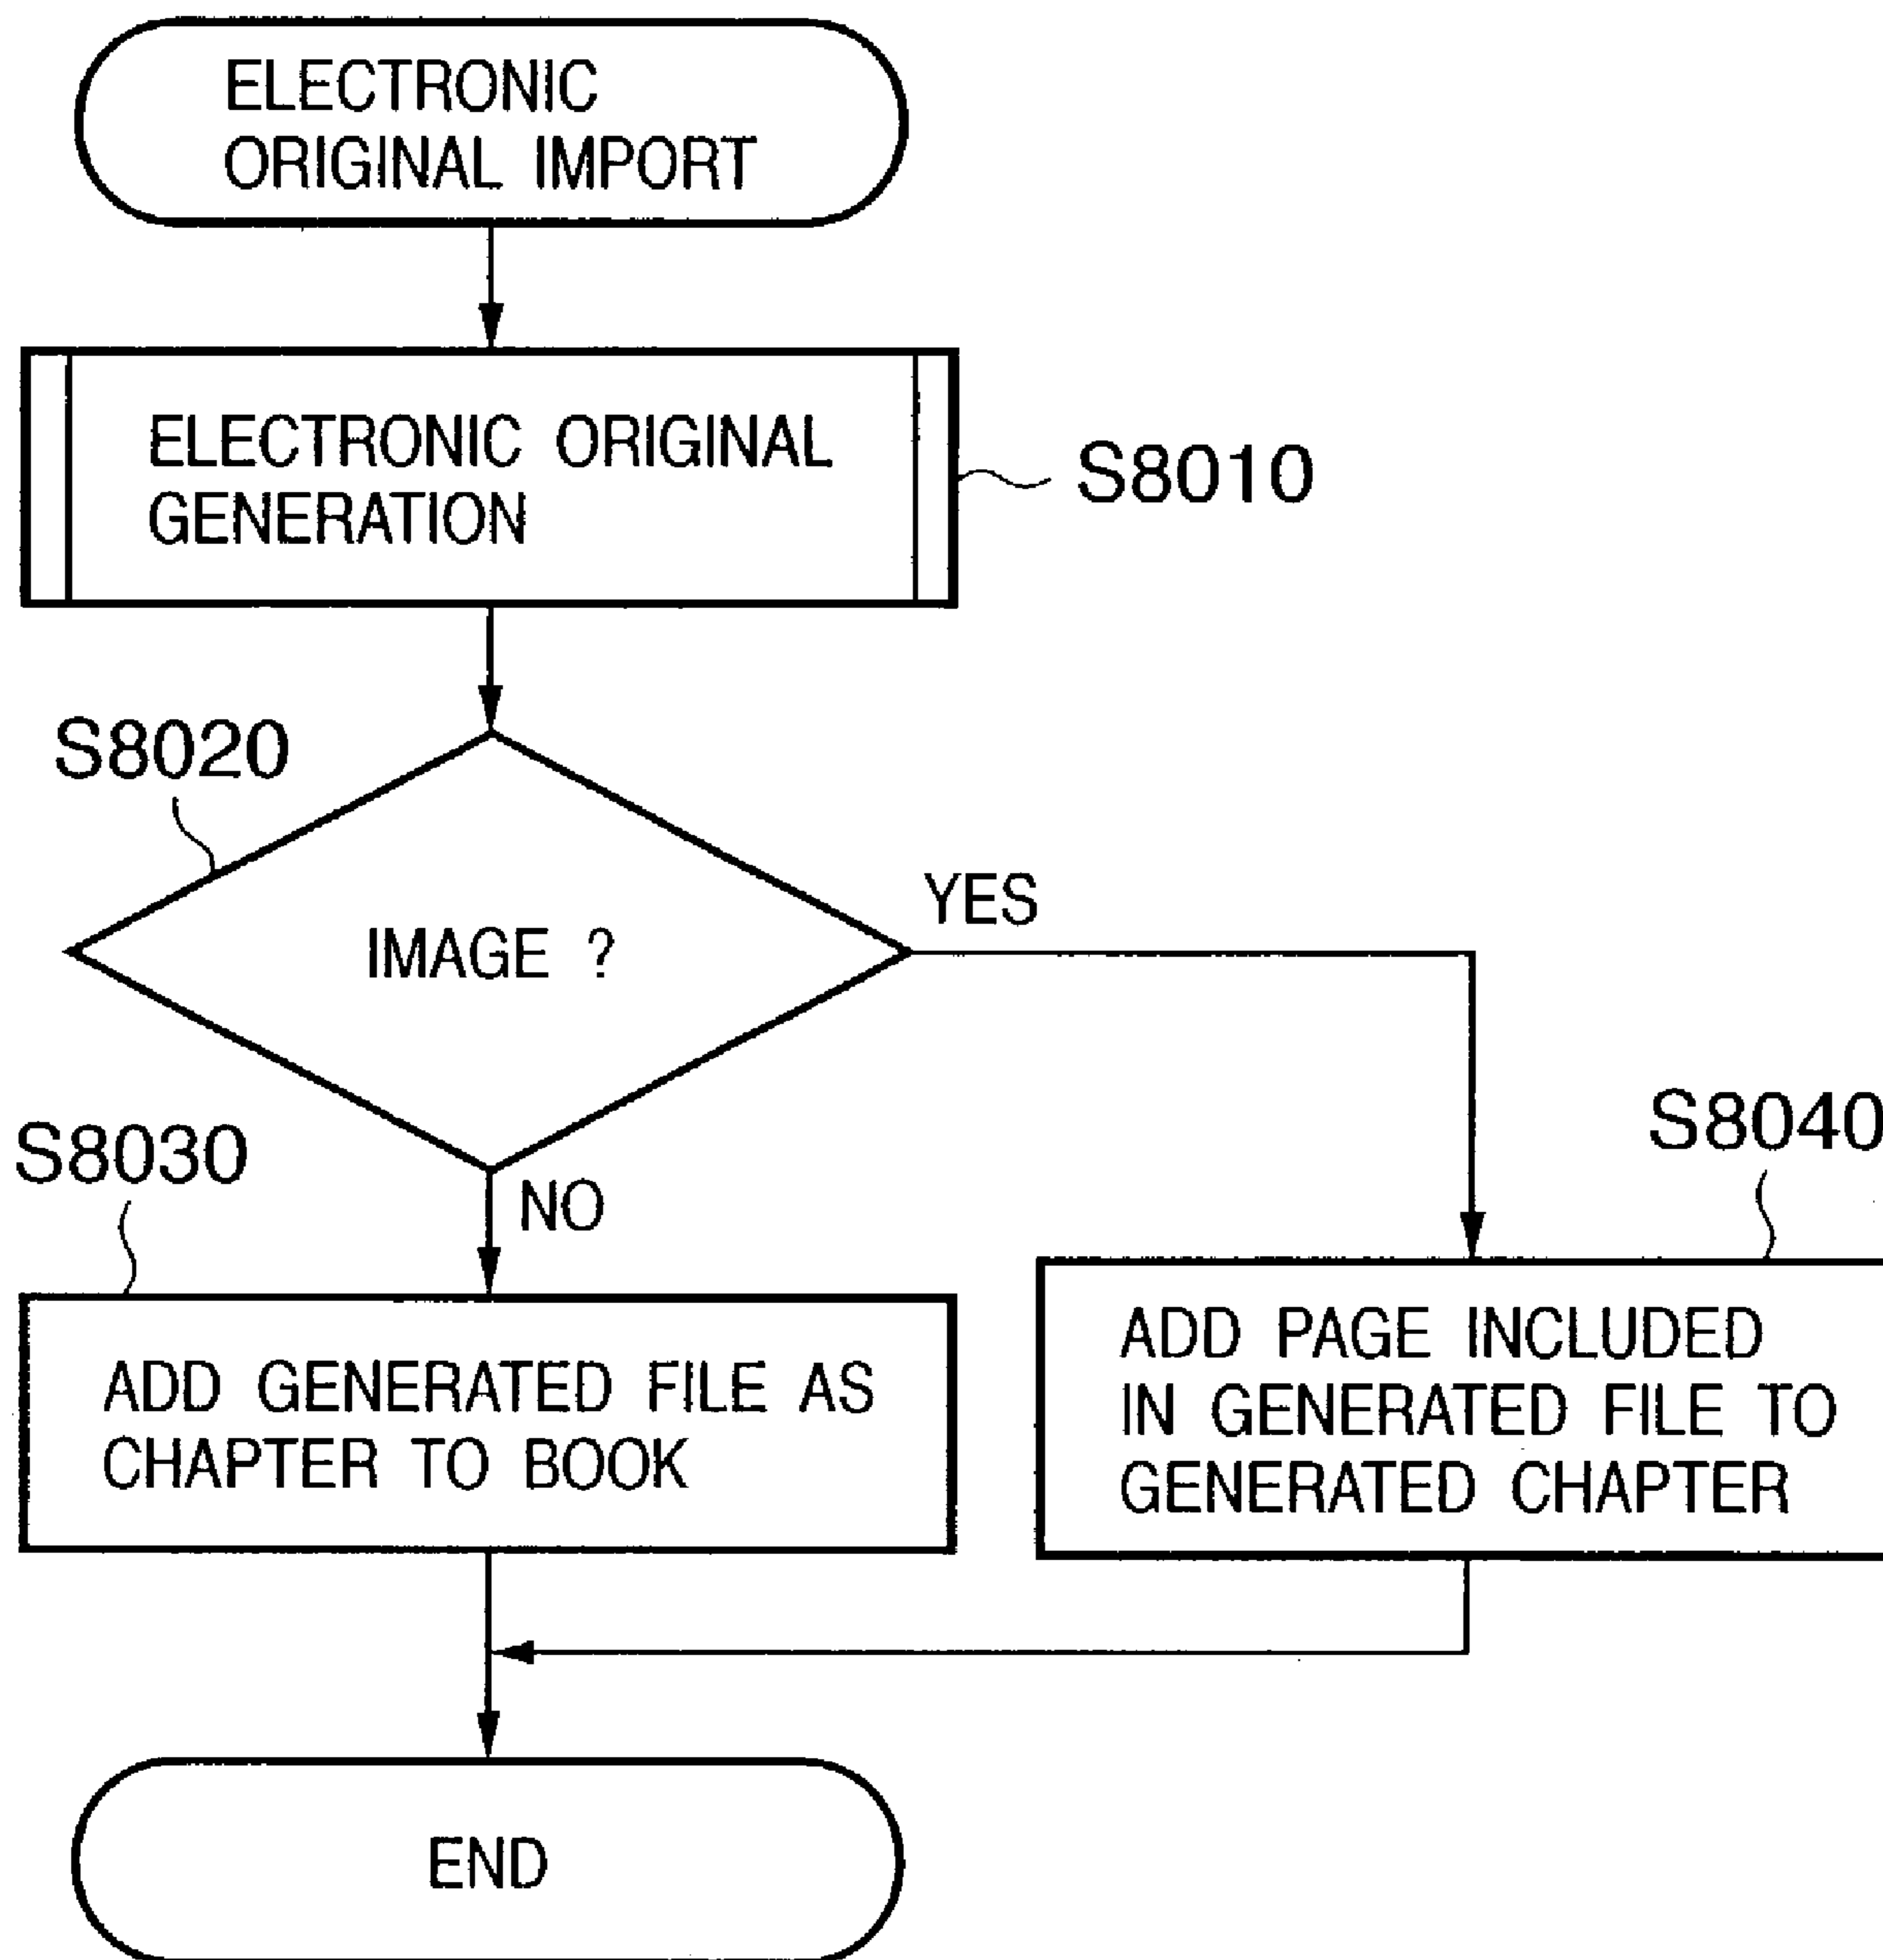 ELECTRONIC
ORIGINAL IMPORT
ELECTRONIC ORIGINAL
GENERATION
S8010
S8020
IMAGE ?
YES
NO
S8030
ADD GENERATED FILE AS
CHAPTER TO BOOK
S8040
ADD PAGE INCLUDED
IN GENERATED FILE TO
GENERATED CHAPTER
END